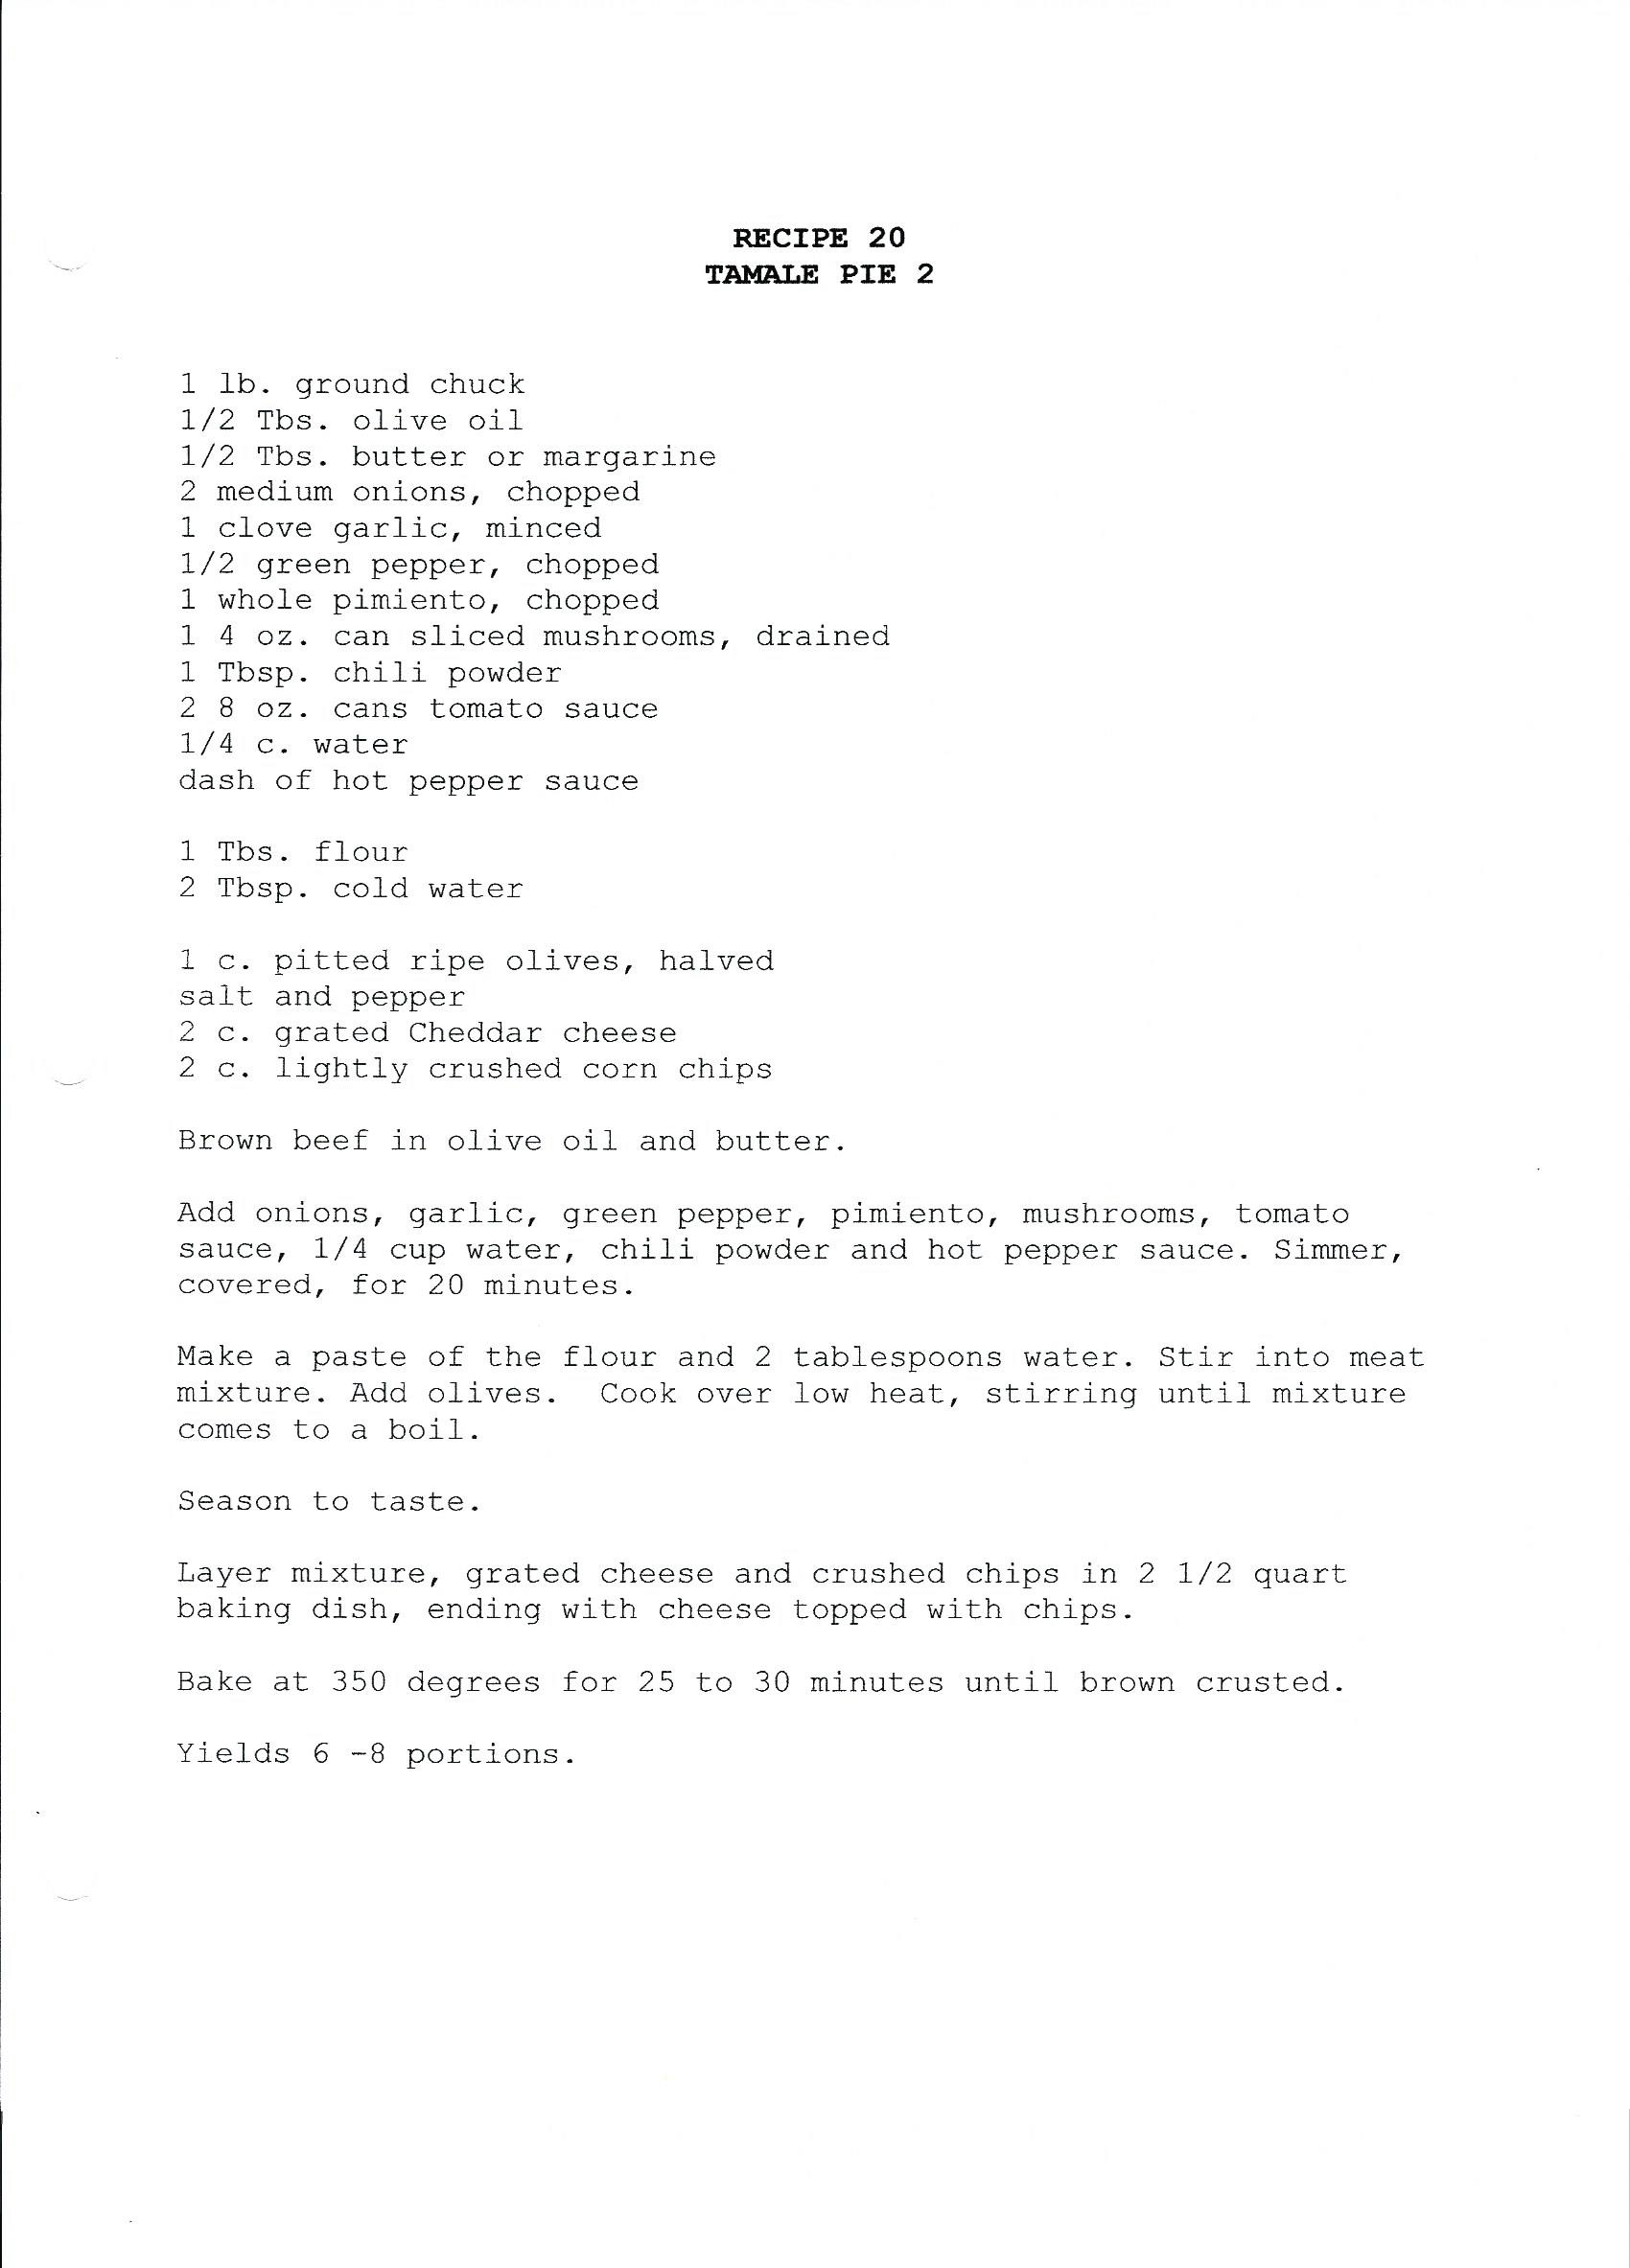 RECIPE 20
TAMALE PIE 2
1 lb. ground chuck
1/2 Tbs. olive oil
1/2 Tbs. butter or margarine
2 medium onions, chopped
1 clove garlic, minced
1/2 green pepper, chopped
1 whole pimiento, chopped
1 4 oz. can sliced mushrooms, drained
1 Tbsp. chili powder
2 8 oz. cans tomato sauce
1/4 c. water
dash of hot pepper sauce
1 Tbs. flour
2 Tbsp. cold water
1 c. pitted ripe olives, halved
salt and pepper
2 c. grated Cheddar cheese
2 c. lightly crushed corn chips
Brown beef in olive oil and butter.
Add onions, garlic, green pepper, pimiento, mushrooms, tomato
sauce, 1/4 cup water, chili powder and hot pepper sauce. Simmer,
covered, for 20 minutes.
Make a paste of the flour and 2 tablespoons water. Stir into meat
mixture. Add olives.  Cook over low heat, stirring until mixture
comes to a boil.
Season to taste.
Layer mixture, grated cheese and crushed chips in 2 1/2 quart
baking dish, ending with cheese topped with chips.
Bake at 350 degrees for 25 to 30 minutes until brown crusted.
Yields 6 -8 portions.